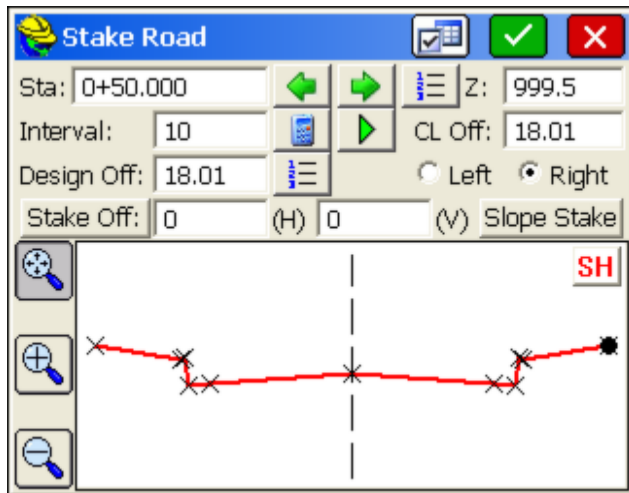 Stake Road
Sta: 0+50.000 Z: 999.5
Interval: 10 CL Off: 18.01
Design Off: 18.01 Left Right
Stake Off: 0 (H) 0 (V) Slope Stake
SH